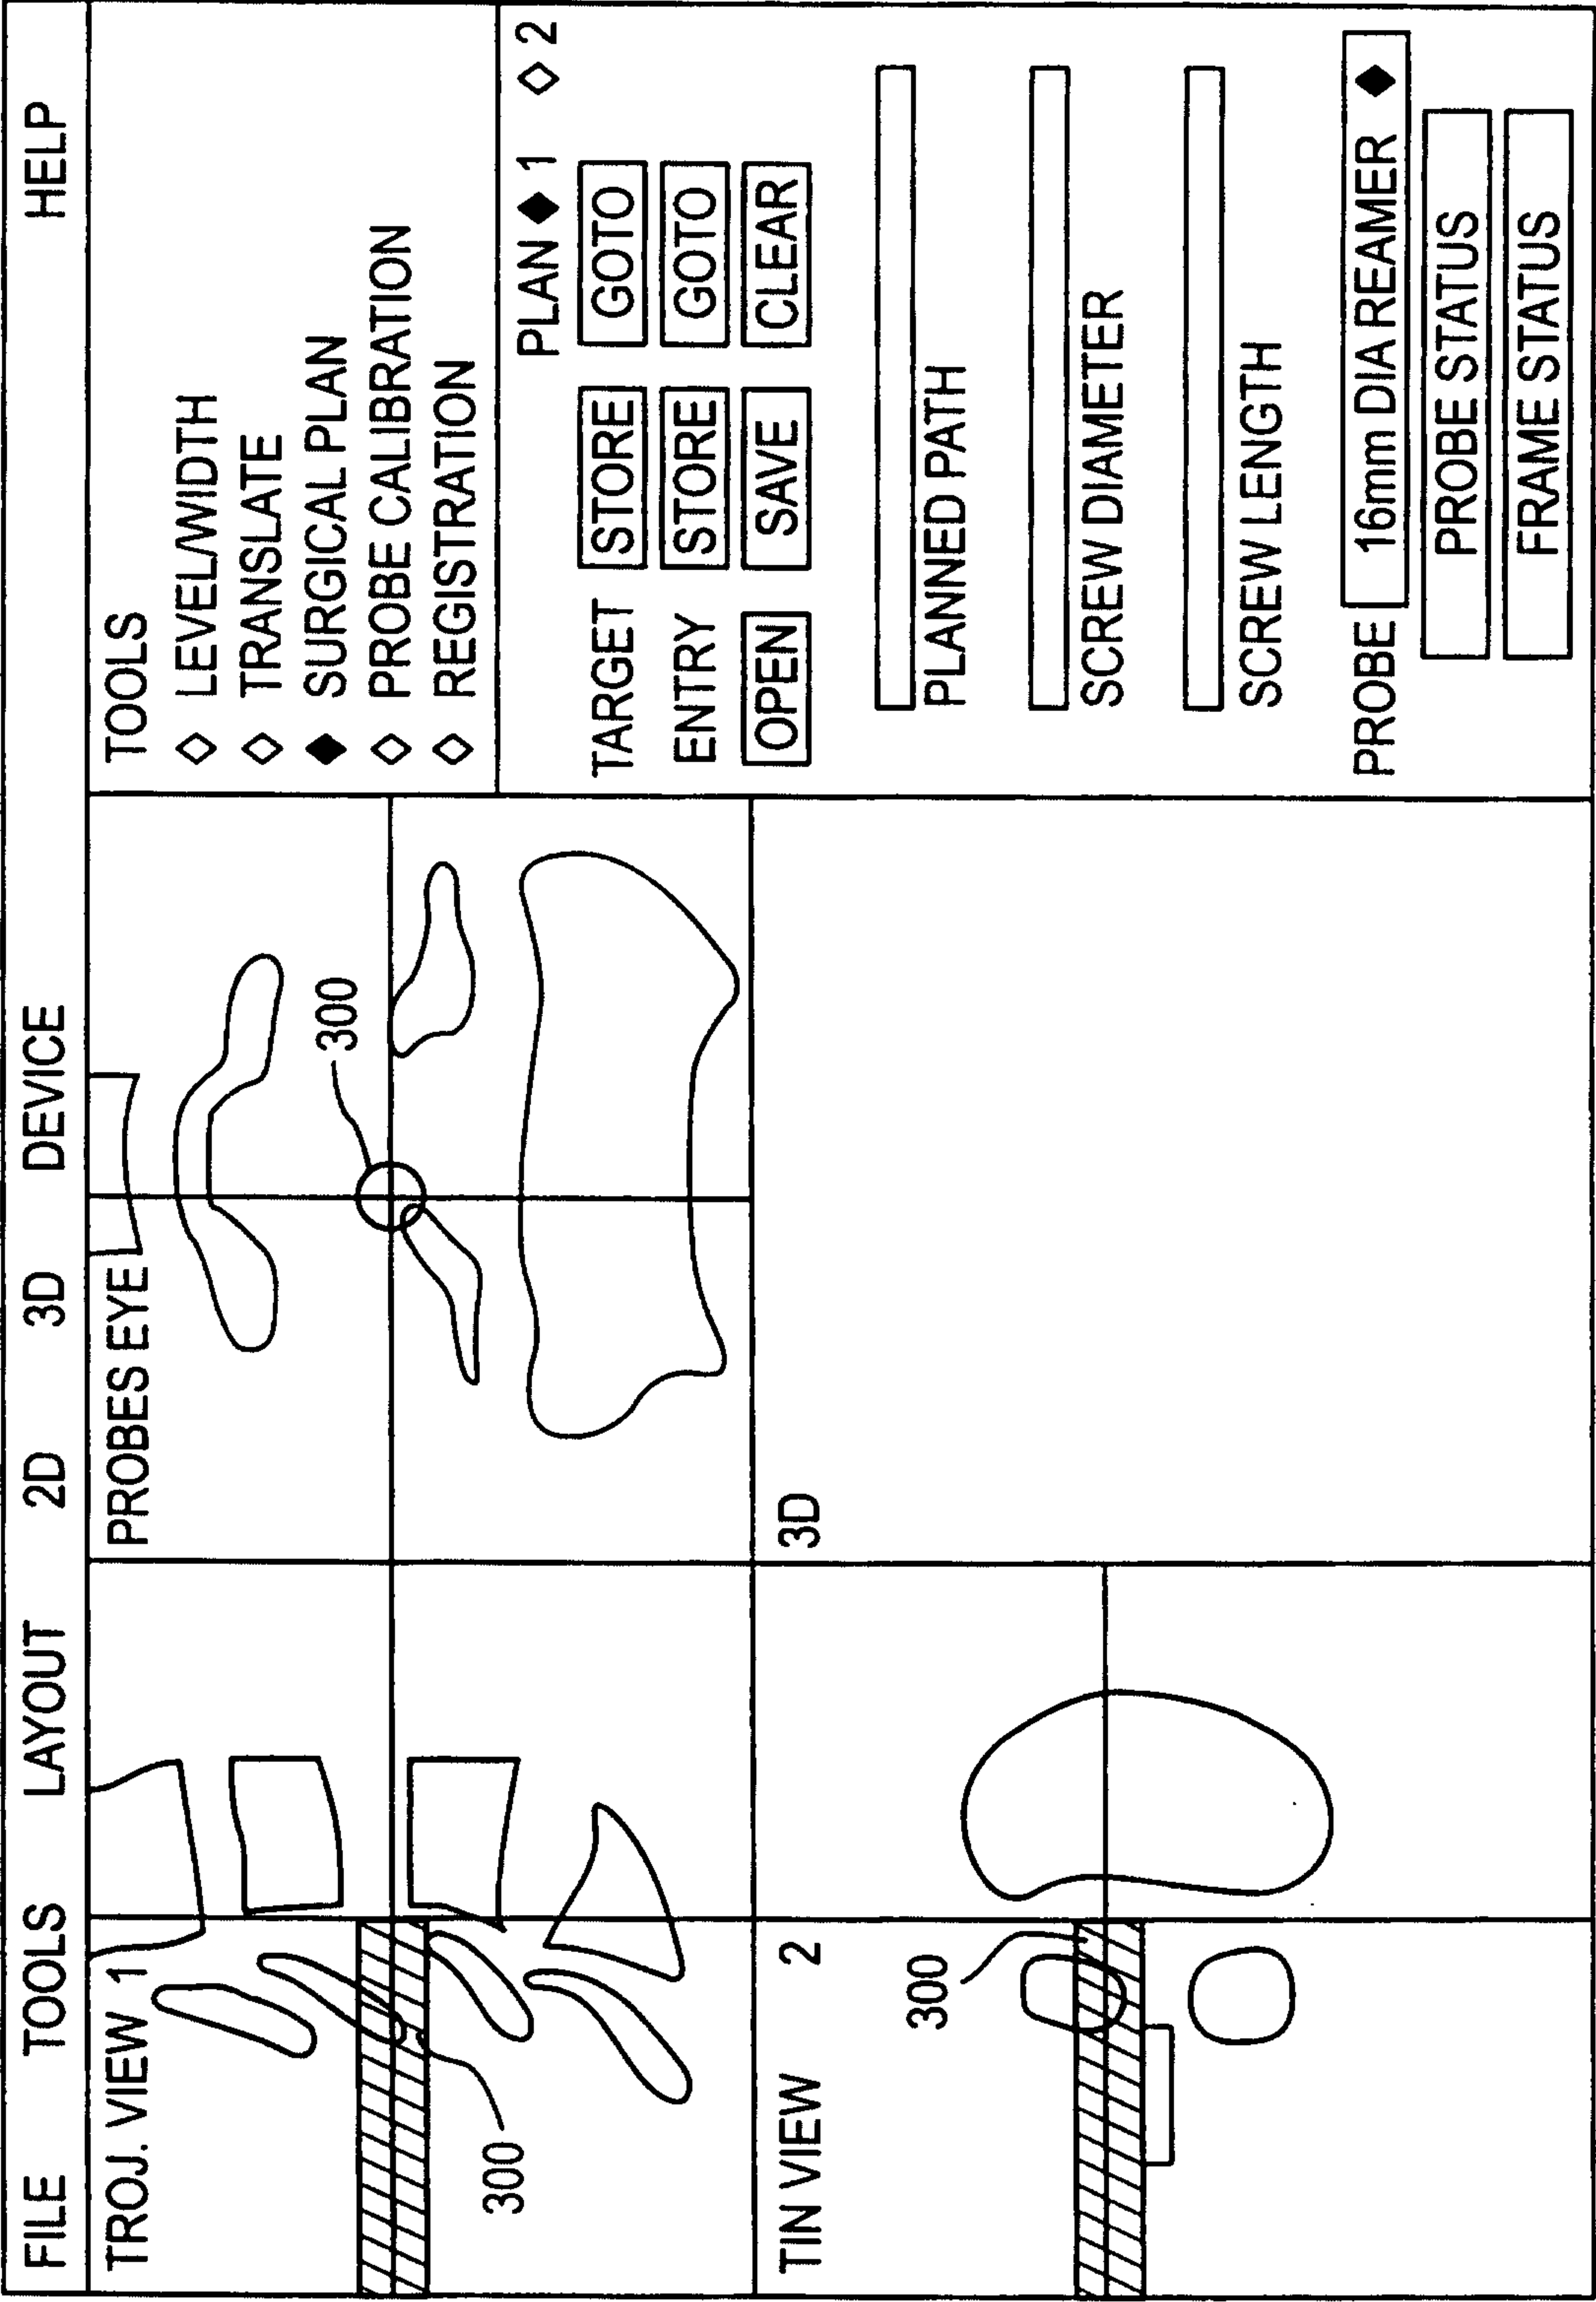 FILE TOOLS LAYOUT 2D 3D DEVICE HELP
TROJ. VIEW 1
300
PROBES EYE
300
TIN VIEW 2
300
3D
TOOLS
◇ LEVEL/WIDTH
◇ TRANSLATE
◆ SURGICAL PLAN
◇ PROBE CALIBRATION
◇ REGISTRATION
PLAN ◆ 1 ◇ 2
TARGET STORE GOTO
ENTRY STORE GOTO
OPEN SAVE CLEAR
PLANNED PATH
SCREW DIAMETER
SCREW LENGTH
PROBE 16mm DIA REAMER ◆
PROBE STATUS
FRAME STATUS